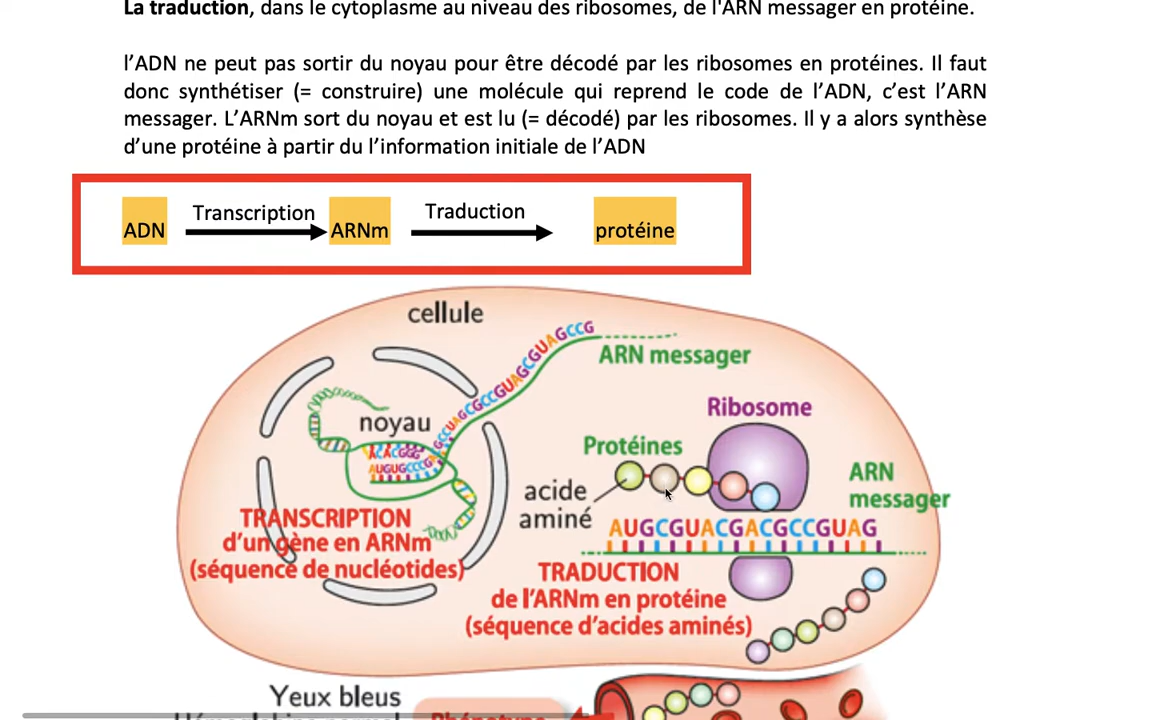 La traduction, dans le cytoplasme au niveau des ribosomes, de l'ARN messager en protéine.
l’ADN ne peut pas sortir du noyau pour être décodé par les ribosomes en protéines. Il faut
donc synthétiser (= construire) une molécule qui reprend le code de l’ADN, c’est l’ARN
messager. L’ARNm sort du noyau et est lu (= décodé) par les ribosomes. Il y a alors synthèse
d’une protéine à partir du l’information initiale de l’ADN
Transcription
Traduction
ADN
ARNm
protéine
cellule
AGCCUAGCGCCGUAGCGUAGCCG
ARN messager
noyau
ACACGGG
AUGUGCCCG
Ribosome
Protéines
acide
aminé
ARN
messager
AUGCGUACGACGCCGUAG
TRANSCRIPTION
d’un gène en ARNm
(séquence de nucléotides)
TRADUCTION
de l’ARNm en protéine
(séquence d’acides aminés)
Yeux bleus
Phénotype